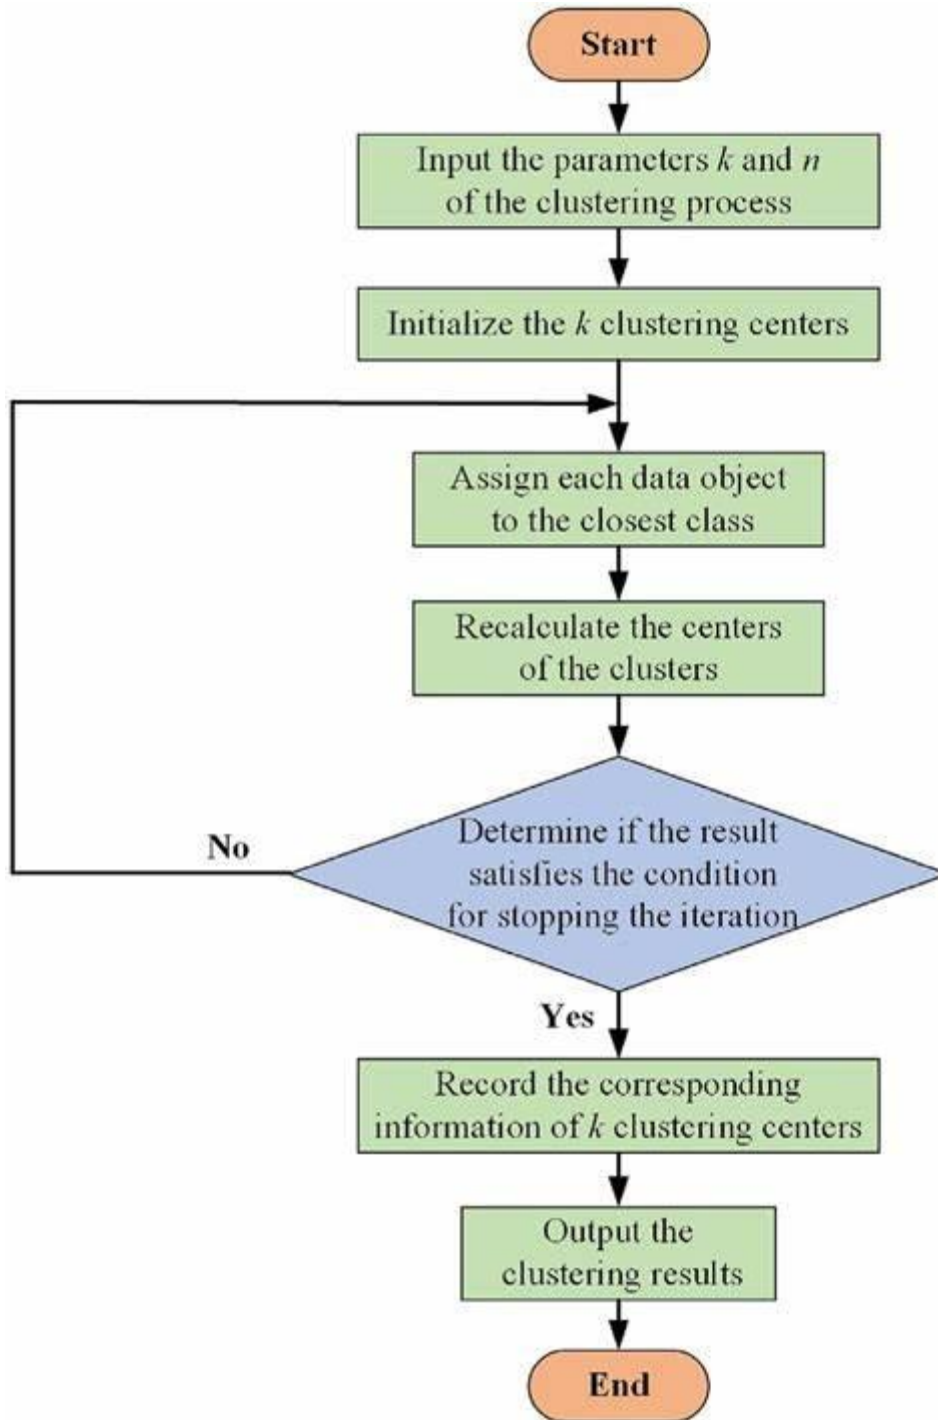 Start
Input the parameters k and n
of the clustering process
Initialize the k clustering centers
Assign each data object
to the closest class
Recalculate the centers
of the clusters
Determine if the result
satisfies the condition
for stopping the iteration
No
Yes
Record the corresponding
information of k clustering centers
Output the
clustering results
End